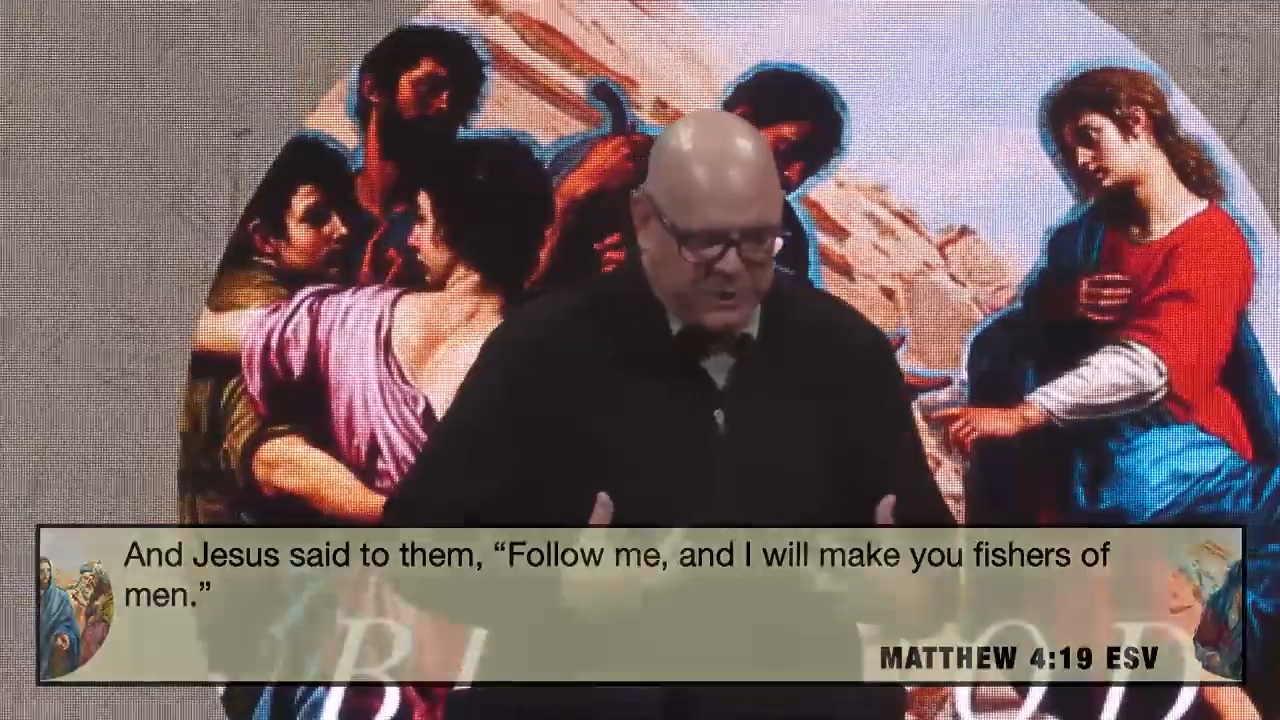 And Jesus said to them, “Follow me, and I will make you fishers of
men.”
MATTHEW 4:19 ESV